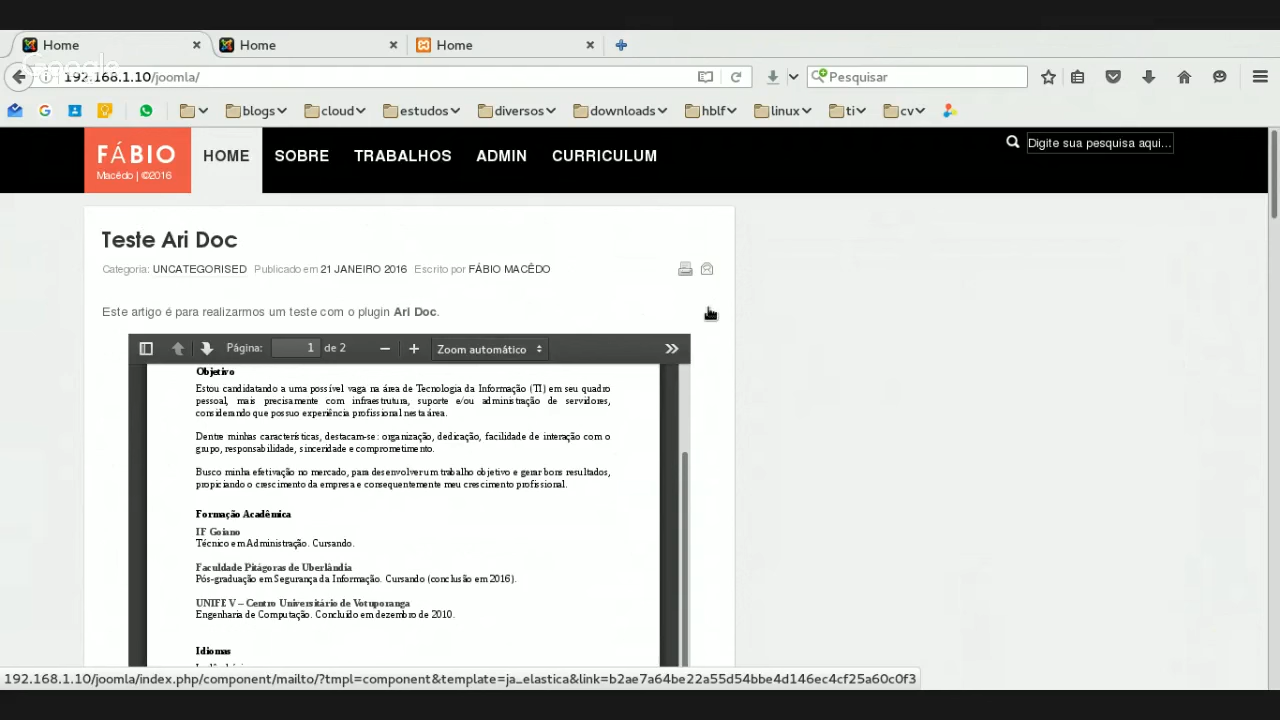 Home
Home
Home
Google
192.168.1.10/joomla/
Pesquisar
blogs
cloud
estudos
diversos
downloads
hblf
linux
ti
cv
FÁBIO
Macêdo | ©2016
HOME
SOBRE
TRABALHOS
ADMIN
CURRICULUM
Digite sua pesquisa aqui...
Teste Ari Doc
Categoria: UNCATEGORISED Publicado em 21 JANEIRO 2016 Escrito por FÁBIO MACÊDO
Este artigo é para realizarmos um teste com o plugin Ari Doc.
Página: 1 de 2
Zoom automático
Objetivo
Estou candidatando a uma possível vaga na área de Tecnologia da Informação (TI) em seu quadro
pessoal, mais precisamente com infraestrutura, suporte e/ou administração de servidores,
considerando que possuo experiência profissional nesta área.
Dentre minhas características, destacam-se: organização, dedicação, facilidade de interação com o
grupo, responsabilidade, sinceridade e comprometimento.
Busco minha efetivação no mercado, para desenvolver um trabalho objetivo e gerar bons resultados,
propiciando o crescimento da empresa e consequentemente meu crescimento profissional.
Formação Acadêmica
IF Goiano
Técnico em Administração. Cursando.
Faculdade Pitágoras de Uberlândia
Pós-graduação em Segurança da Informação. Cursando (conclusão em 2016).
UNIFEV – Centro Universitário de Votuporanga
Engenharia de Computação. Concluído em dezembro de 2010.
Idiomas
192.168.1.10/joomla/index.php/component/mailto/?tmpl=component&template=ja_elastica&link=b2ae7a64be22a55d54bbe4d146ec4cf25a60c0f3